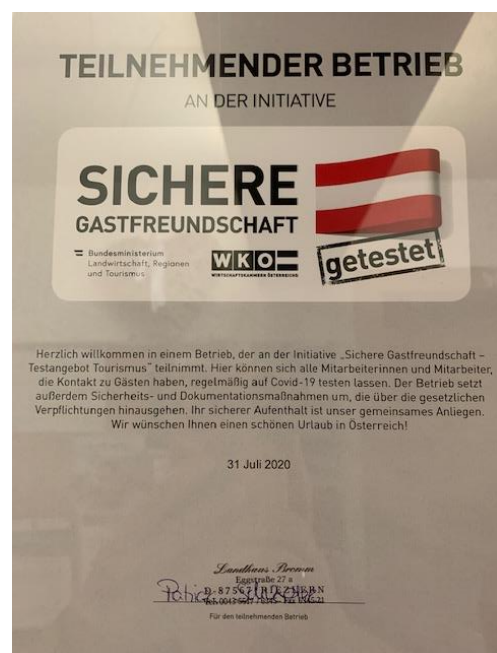 TEILNEHMENDER BETRIEB
AN DER INITIATIVE
SICHERE
GASTFREUNDSCHAFT
Bundesministerium
Landwirtschaft, Regionen
und Tourismus
WKO
WIRTSCHAFTSKAMMER ÖSTERREICH
getestet
Herzlich willkommen in einem Betrieb, der an der Initiative „Sichere Gastfreundschaft –
Testangebot Tourismus“ teilnimmt. Hier können sich alle Mitarbeiterinnen und Mitarbeiter,
die Kontakt zu Gästen haben, regelmäßig auf Covid-19 testen lassen. Der Betrieb setzt
außerdem Sicherheits- und Dokumentationsmaßnahmen um, die über die gesetzlichen
Verpflichtungen hinausgehen. Ihr sicherer Aufenthalt ist unser gemeinsames Anliegen.
Wir wünschen Ihnen einen schönen Urlaub in Österreich!
31 Juli 2020
Landhaus
Eggstraße 27 a
D-87567 RIEZLERN
Für den teilnehmenden Betrieb